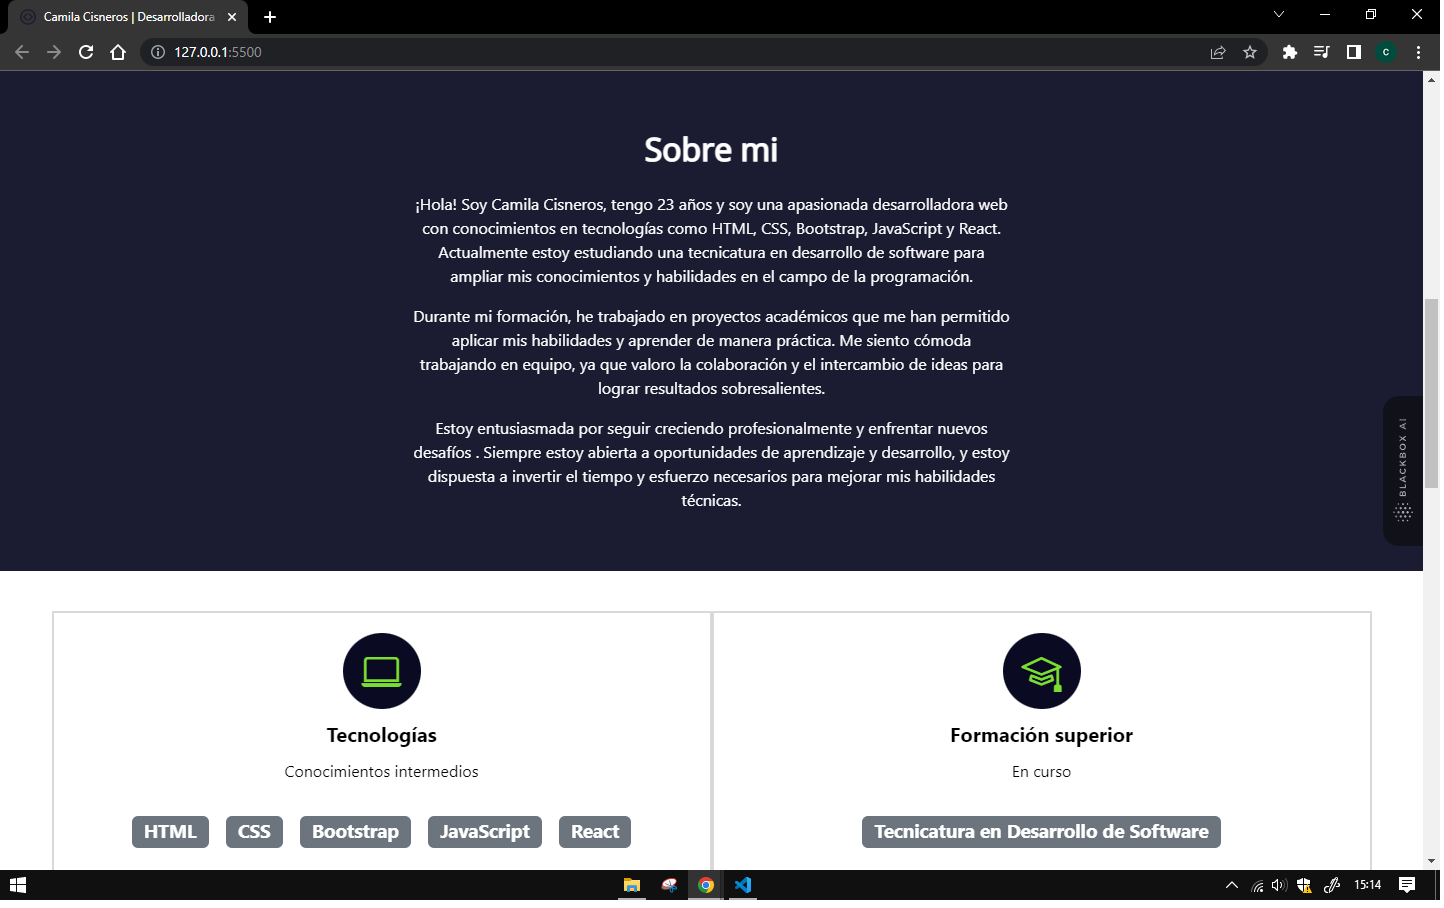 Camila Cisneros | Desarrolladora
127.0.0.1:5500
C
Sobre mi
¡Hola! Soy Camila Cisneros, tengo 23 años y soy una apasionada desarrolladora web
con conocimientos en tecnologías como HTML, CSS, Bootstrap, JavaScript y React.
Actualmente estoy estudiando una tecnicatura en desarrollo de software para
ampliar mis conocimientos y habilidades en el campo de la programación.
Durante mi formación, he trabajado en proyectos académicos que me han permitido
aplicar mis habilidades y aprender de manera práctica. Me siento cómoda
trabajando en equipo, ya que valoro la colaboración y el intercambio de ideas para
lograr resultados sobresalientes.
Estoy entusiasmada por seguir creciendo profesionalmente y enfrentar nuevos
desafíos . Siempre estoy abierta a oportunidades de aprendizaje y desarrollo, y estoy
dispuesta a invertir el tiempo y esfuerzo necesarios para mejorar mis habilidades
técnicas.
BLACKBOX AI
Tecnologías
Conocimientos intermedios
HTML CSS Bootstrap JavaScript React
Formación superior
En curso
Tecnicatura en Desarrollo de Software
15:14